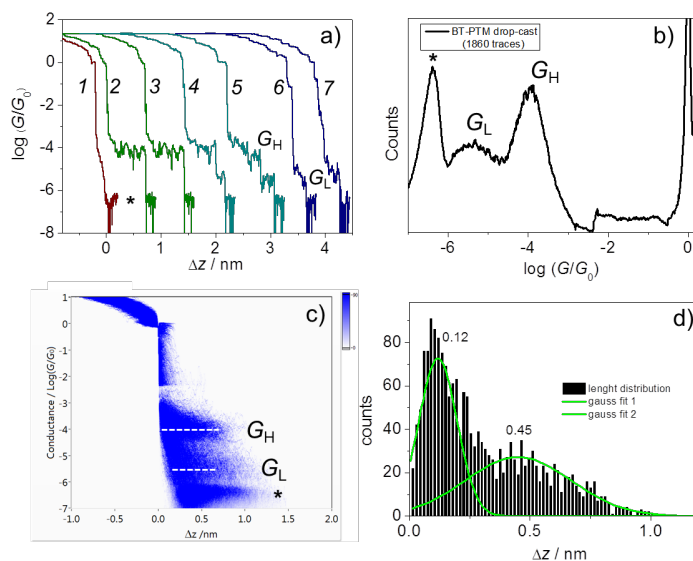 a)
log (G/G0)
2
0
-2
-4
-6
-8
1
2
3
4
5
6
7
GH
GL
*
0
1
2
3
4
Δz / nm
b)
BT-PTM drop-cast
(1860 traces)
*
GH
GL
Counts
-6
-4
-2
0
log (G/G0)
c)
Conductance / Log(G/G0)
1
0
-1
-2
-3
-4
-5
-6
-7
GH
GL
*
-1.0
-0.5
0.0
0.5
1.0
1.5
2.0
Δz /nm
d)
counts
80
60
40
20
0
0.12
0.45
lenght distribution
gauss fit 1
gauss fit 2
0.0
0.5
1.0
Δz / nm